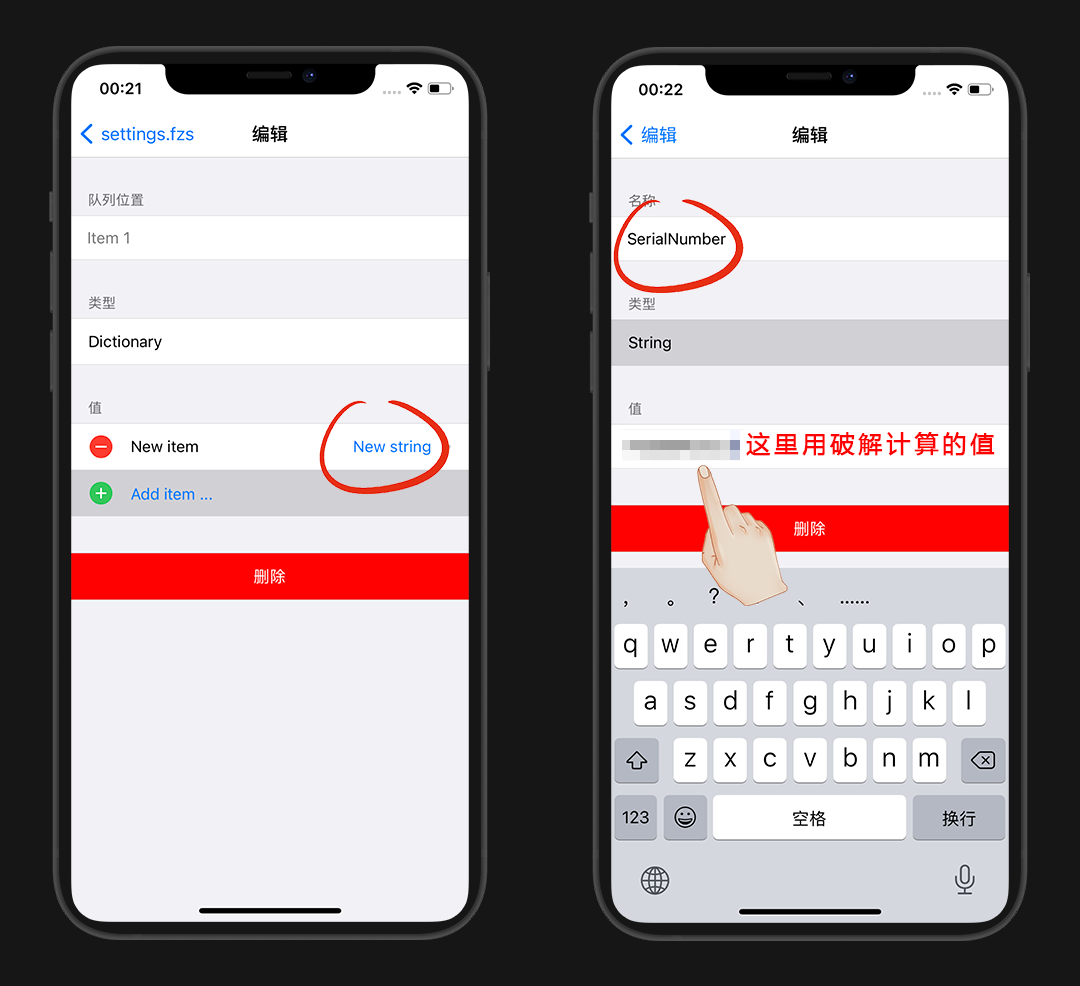 00:21
settings.fzs
编辑
队列位置
Item 1
类型
Dictionary
值
New item
New string
Add item ...
删除
00:22
编辑
编辑
名称
SerialNumber
类型
String
值
这里用破解计算的值
删除
， 。 ? 、 ......
q w e r t y u i o p
a s d f g h j k l
z x c v b n m
123
空格
换行